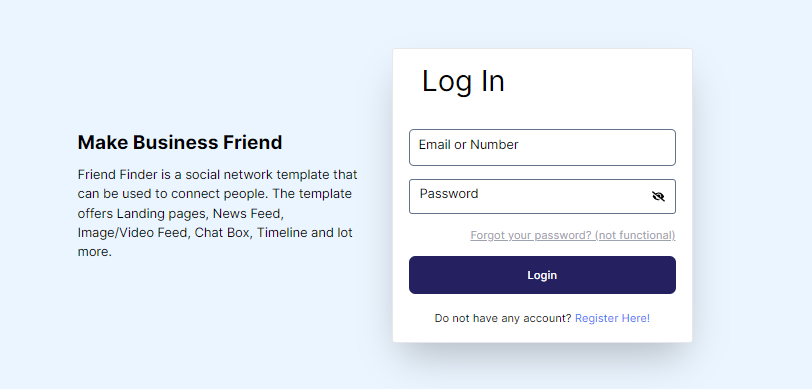 Make Business Friend
Friend Finder is a social network template that
can be used to connect people. The template
offers Landing pages, News Feed,
Image/Video Feed, Chat Box, Timeline and lot
more.
Log In
Email or Number
Password
Forgot your password? (not functional)
Login
Do not have any account? Register Here!